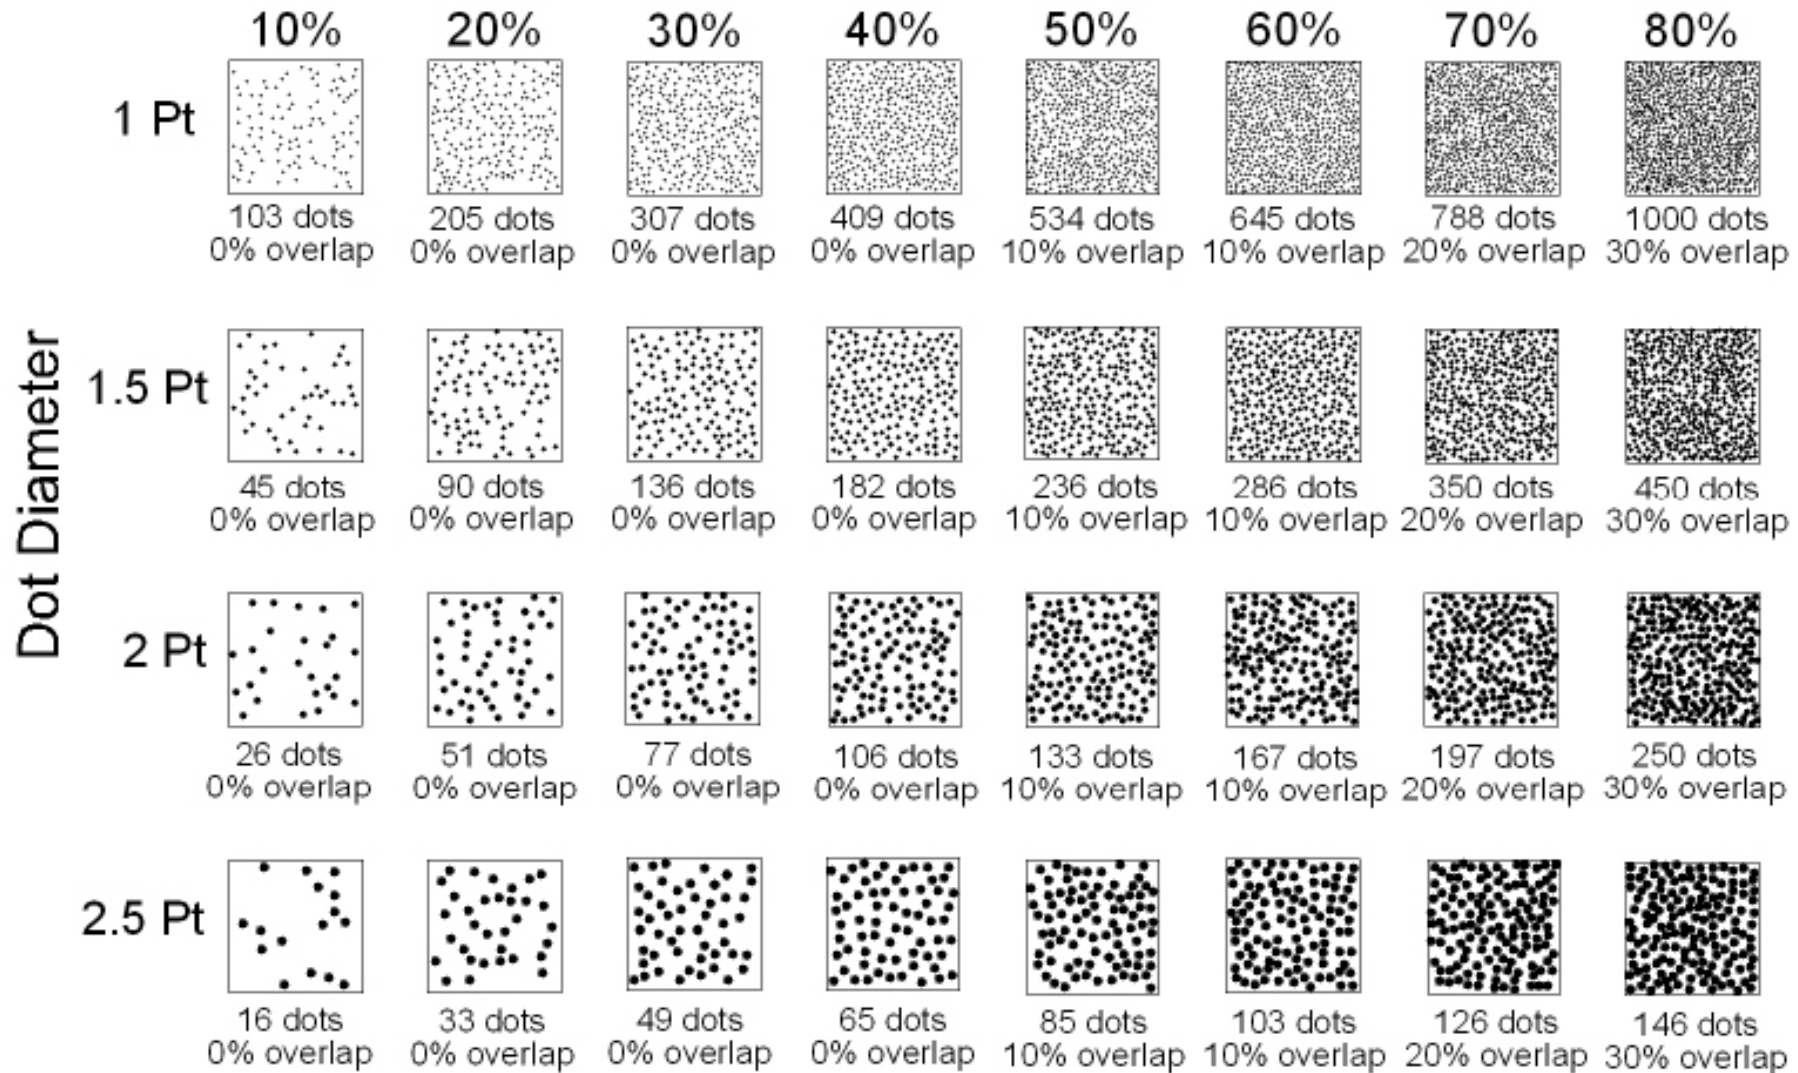 10% 20% 30% 40% 50% 60% 70% 80%
Dot Diameter
1 Pt
103 dots 205 dots 307 dots 409 dots 534 dots 645 dots 788 dots 1000 dots
0% overlap 0% overlap 0% overlap 0% overlap 10% overlap 10% overlap 20% overlap 30% overlap
1.5 Pt
45 dots 90 dots 136 dots 182 dots 236 dots 286 dots 350 dots 450 dots
0% overlap 0% overlap 0% overlap 0% overlap 10% overlap 10% overlap 20% overlap 30% overlap
2 Pt
26 dots 51 dots 77 dots 106 dots 133 dots 167 dots 197 dots 250 dots
0% overlap 0% overlap 0% overlap 0% overlap 10% overlap 10% overlap 20% overlap 30% overlap
2.5 Pt
16 dots 33 dots 49 dots 65 dots 85 dots 103 dots 126 dots 146 dots
0% overlap 0% overlap 0% overlap 0% overlap 10% overlap 10% overlap 20% overlap 30% overlap